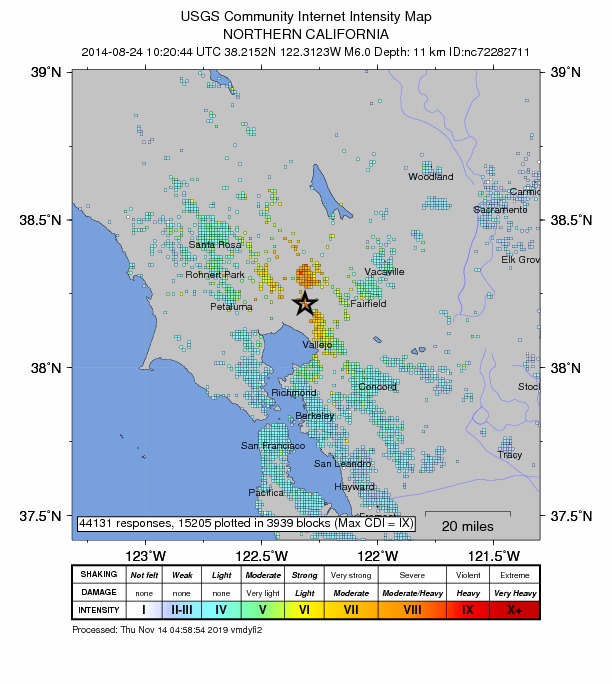 USGS Community Internet Intensity Map
NORTHERN CALIFORNIA
2014-08-24 10:20:44 UTC 38.2152N 122.3123W M6.0 Depth: 11 km ID:nc72282711
39°N 39°N
Woodland
Carmic
38.5°N Sacramento 38.5°N
Santa Rosa
Elk Grov
Rohnert Park Vacaville
Petaluma Fairfield
Vallejo
38°N 38°N
Concord Stocl
Richmond
Berkeley
San Francisco
Tracy
San Leandro
Hayward
Pacifica
37.5°N 37.5°N
44131 responses, 15205 plotted in 3939 blocks (Max CDI = IX)
20 miles
123°W 122.5°W 122°W 121.5°W
SHAKING Not felt Weak Light Moderate Strong Very strong Severe Violent Extreme
DAMAGE none none none Very light Light Moderate Moderate/Heavy Heavy Very Heavy
INTENSITY I II-III IV V VI VII VIII IX X+
Processed: Thu Nov 14 04:58:54 2019 vmdyfi2